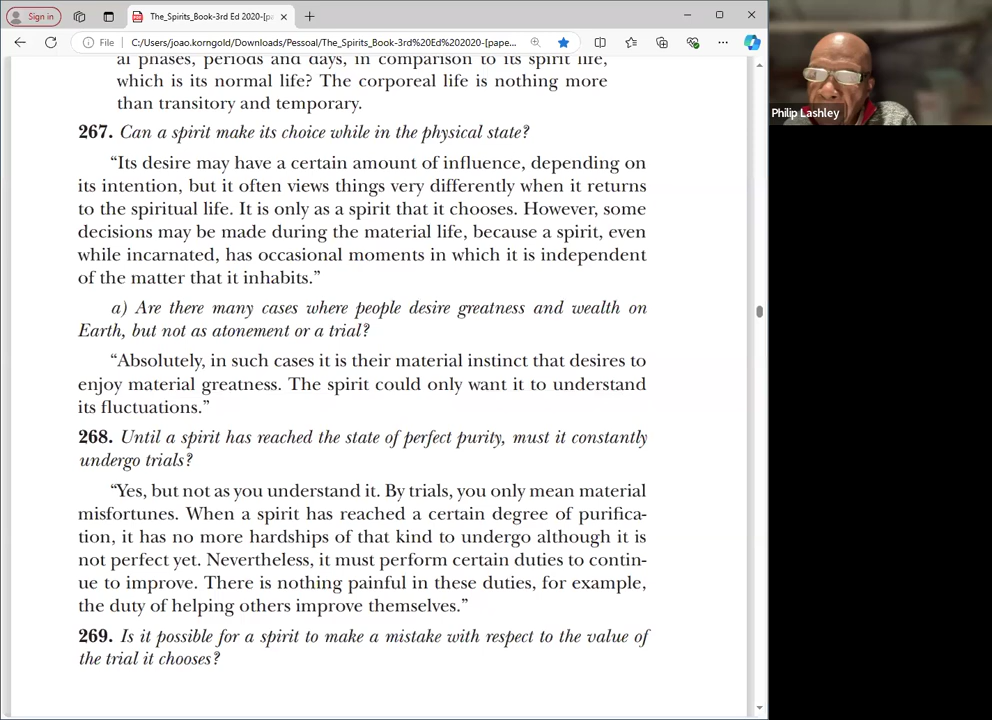 Sign in
The_Spirits_Book-3rd Ed 2020-[pa
File
C:/Users/joao.korngold/Downloads/Pessoal/The_Spirits_Book-3rd%20Ed%202020-[pape...
al phases, periods and days, in comparison to its spirit life,
which is its normal life? The corporeal life is nothing more
than transitory and temporary.
267. Can a spirit make its choice while in the physical state?
“Its desire may have a certain amount of influence, depending on
its intention, but it often views things very differently when it returns
to the spiritual life. It is only as a spirit that it chooses. However, some
decisions may be made during the material life, because a spirit, even
while incarnated, has occasional moments in which it is independent
of the matter that it inhabits.”
a) Are there many cases where people desire greatness and wealth on
Earth, but not as atonement or a trial?
“Absolutely, in such cases it is their material instinct that desires to
enjoy material greatness. The spirit could only want it to understand
its fluctuations.”
268. Until a spirit has reached the state of perfect purity, must it constantly
undergo trials?
“Yes, but not as you understand it. By trials, you only mean material
misfortunes. When a spirit has reached a certain degree of purifica-
tion, it has no more hardships of that kind to undergo although it is
not perfect yet. Nevertheless, it must perform certain duties to contin-
ue to improve. There is nothing painful in these duties, for example,
the duty of helping others improve themselves.”
269. Is it possible for a spirit to make a mistake with respect to the value of
the trial it chooses?
Philip Lashley